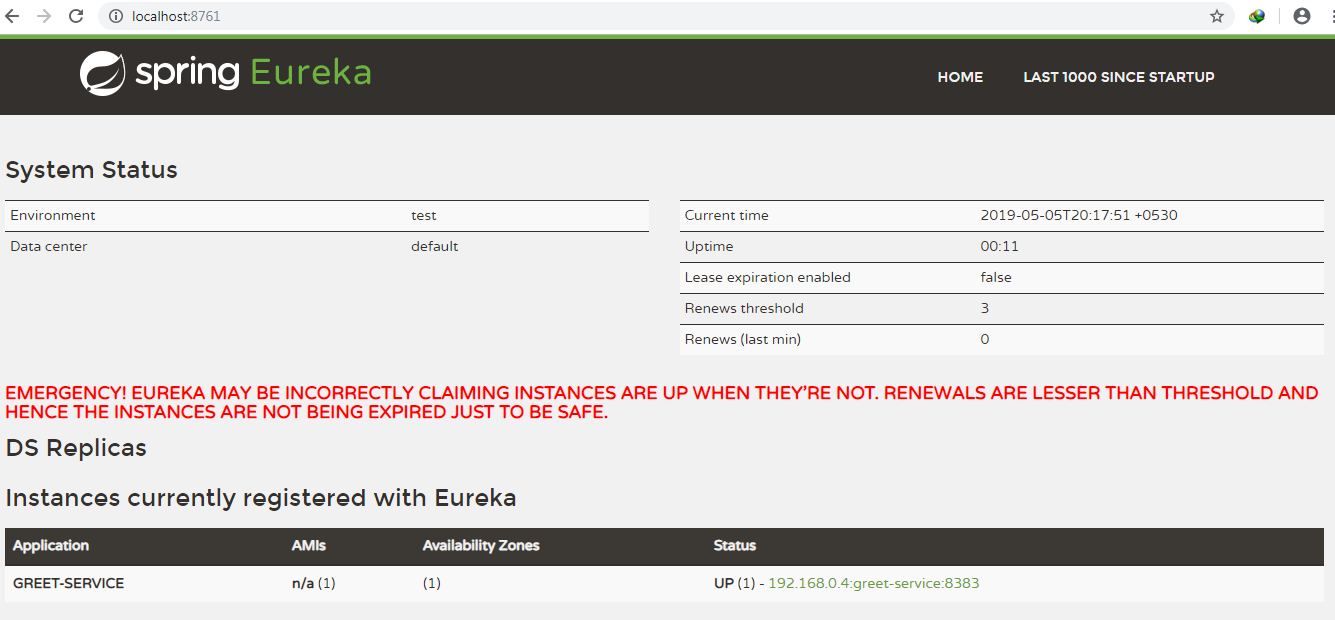 localhost:8761
spring Eureka
HOME LAST 1000 SINCE STARTUP
System Status
Environment test
Data center default
Current time 2019-05-05T20:17:51 +0530
Uptime 00:11
Lease expiration enabled false
Renews threshold 3
Renews (last min) 0
EMERGENCY! EUREKA MAY BE INCORRECTLY CLAIMING INSTANCES ARE UP WHEN THEY'RE NOT. RENEWALS ARE LESSER THAN THRESHOLD AND
HENCE THE INSTANCES ARE NOT BEING EXPIRED JUST TO BE SAFE.
DS Replicas
Instances currently registered with Eureka
Application AMIs Availability Zones Status
GREET-SERVICE n/a (1) (1) UP (1) - 192.168.0.4:greet-service:8383